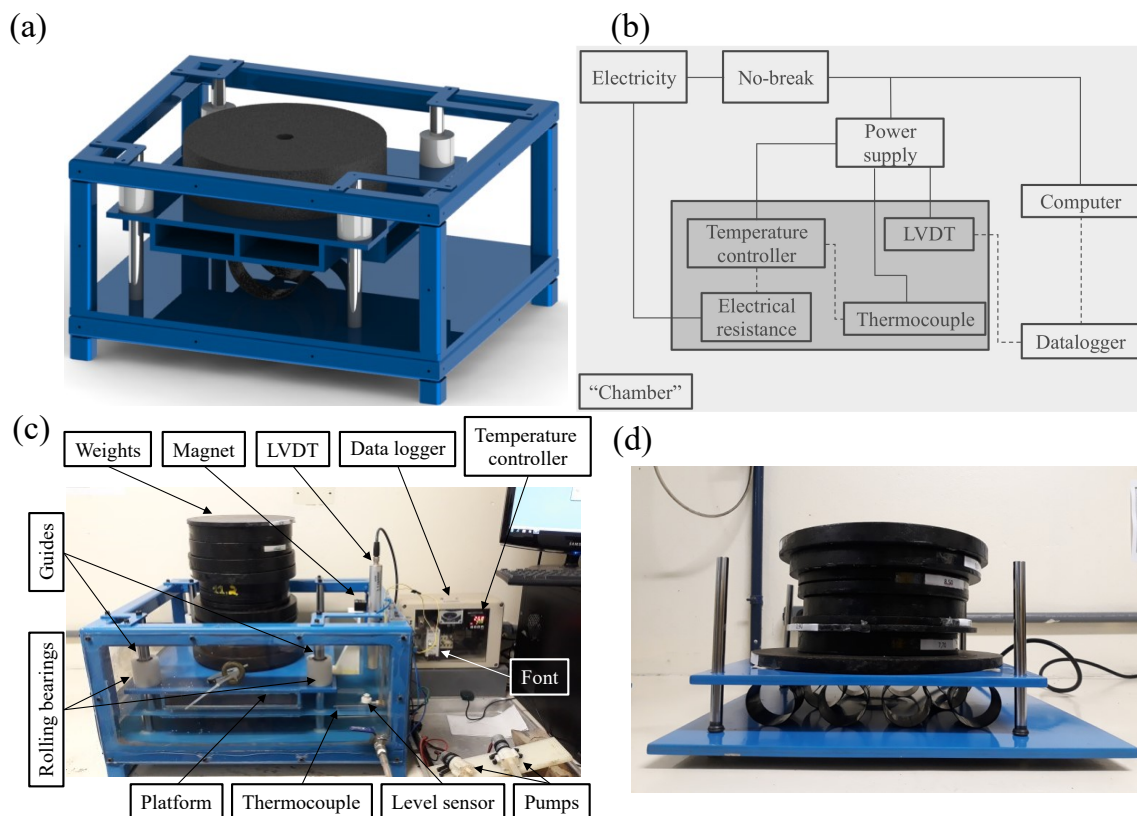 (a)
(b)
Electricity
No-break
Power
supply
Computer
Temperature
controller
LVDT
Electrical
resistance
Thermocouple
Datalogger
“Chamber”
(c)
Weights
Magnet
LVDT
Data logger
Temperature
controller
Guides
Rolling bearings
Font
Platform
Thermocouple
Level sensor
Pumps
(d)